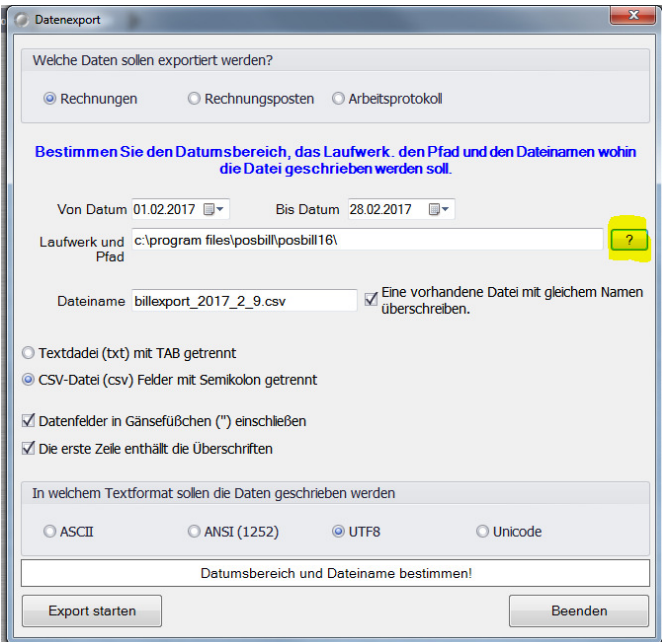 Datenexport
Welche Daten sollen exportiert werden?
Rechnungen Rechnungsposten Arbeitsprotokoll
Bestimmen Sie den Datumsbereich, das Laufwerk. den Pfad und den Dateinamen wohin
die Datei geschrieben werden soll.
Von Datum 01.02.2017 Bis Datum 28.02.2017
Laufwerk und Pfad c:\program files\posbill\posbill16\ ?
Dateiname billexport_2017_2_9.csv Eine vorhandene Datei mit gleichem Namen
überschreiben.
Textdadei (txt) mit TAB getrennt
CSV-Datei (csv) Felder mit Semikolon getrennt
Datenfelder in Gänsefüßchen (") einschließen
Die erste Zeile enthällt die Überschriften
In welchem Textformat sollen die Daten geschrieben werden
ASCII ANSI (1252) UTF8 Unicode
Datumsbereich und Dateiname bestimmen!
Export starten Beenden